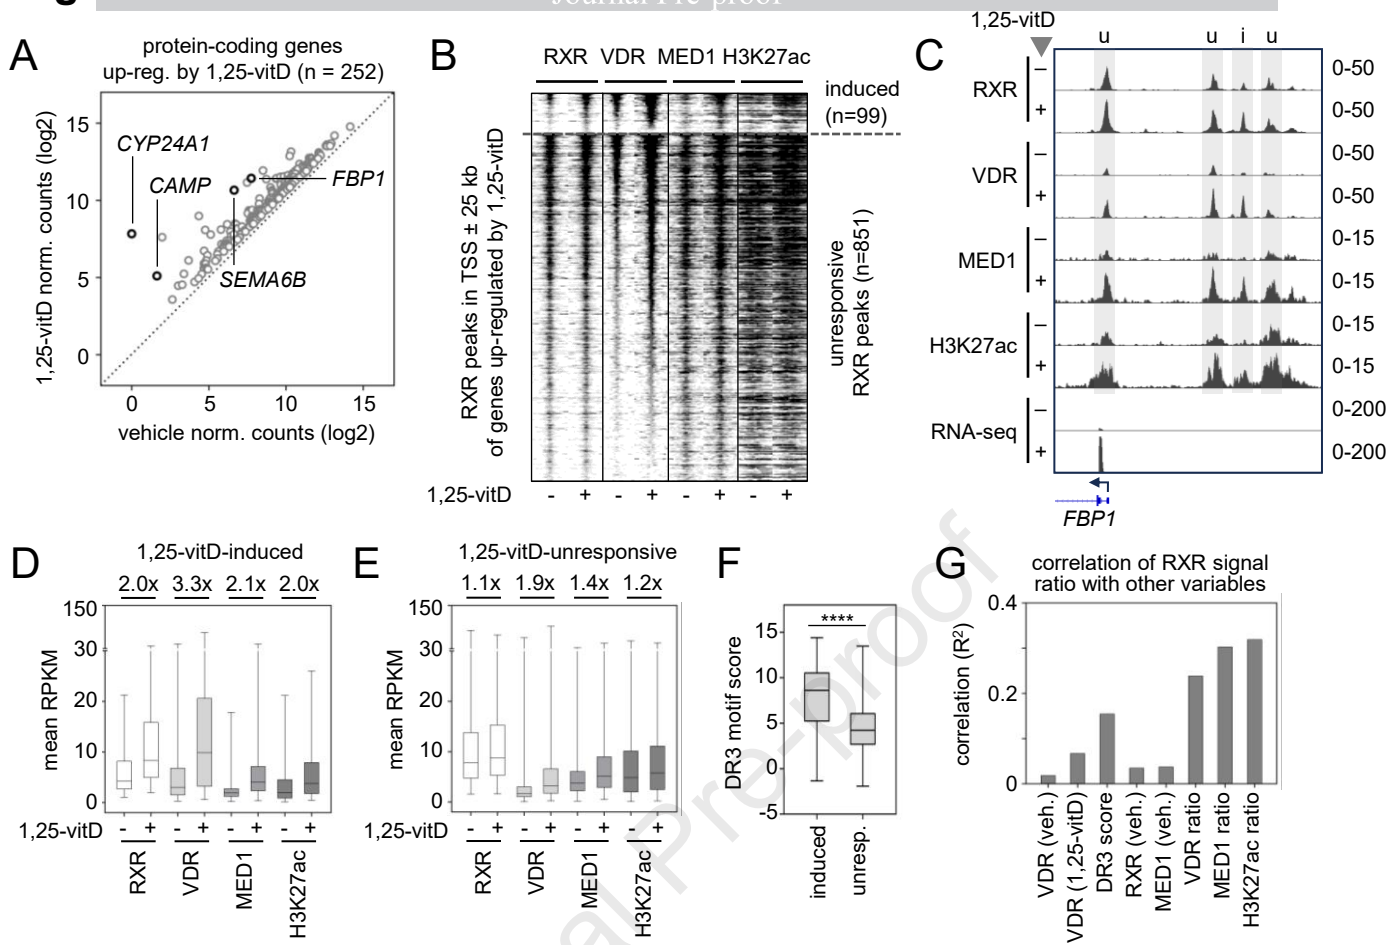 Journal Pre-proof
A
protein-coding genes
up-reg. by 1,25-vitD (n = 252)
1,25-vitD norm. counts (log2)
15
10
5
0
CYP24A1
CAMP
FBP1
SEMA6B
0 5 10 15
vehicle norm. counts (log2)
B
RXR VDR MED1 H3K27ac
RXR peaks in TSS ± 25 kb
of genes up-regulated by 1,25-vitD
induced
(n=99)
unresponsive
RXR peaks (n=851)
1,25-vitD - + - + - + - +
C
1,25-vitD
u u i u
RXR
– 0-50
+ 0-50
VDR
– 0-50
+ 0-50
MED1
– 0-15
+ 0-15
H3K27ac
– 0-15
+ 0-15
RNA-seq
– 0-200
+ 0-200
FBP1
D
1,25-vitD-induced
2.0x 3.3x 2.1x 2.0x
mean RPKM
150
30
20
10
0
1,25-vitD - + - + - + - +
RXR
VDR
MED1
H3K27ac
E
1,25-vitD-unresponsive
1.1x 1.9x 1.4x 1.2x
mean RPKM
150
30
20
10
0
1,25-vitD - + - + - + - +
RXR
VDR
MED1
H3K27ac
F
****
DR3 motif score
15
10
5
0
-5
induced
unresp.
G
correlation of RXR signal
ratio with other variables
correlation (R²)
0.4
0.2
0
VDR (veh.)
VDR (1,25-vitD)
DR3 score
RXR (veh.)
MED1 (veh.)
VDR ratio
MED1 ratio
H3K27ac ratio
al Pre-proof